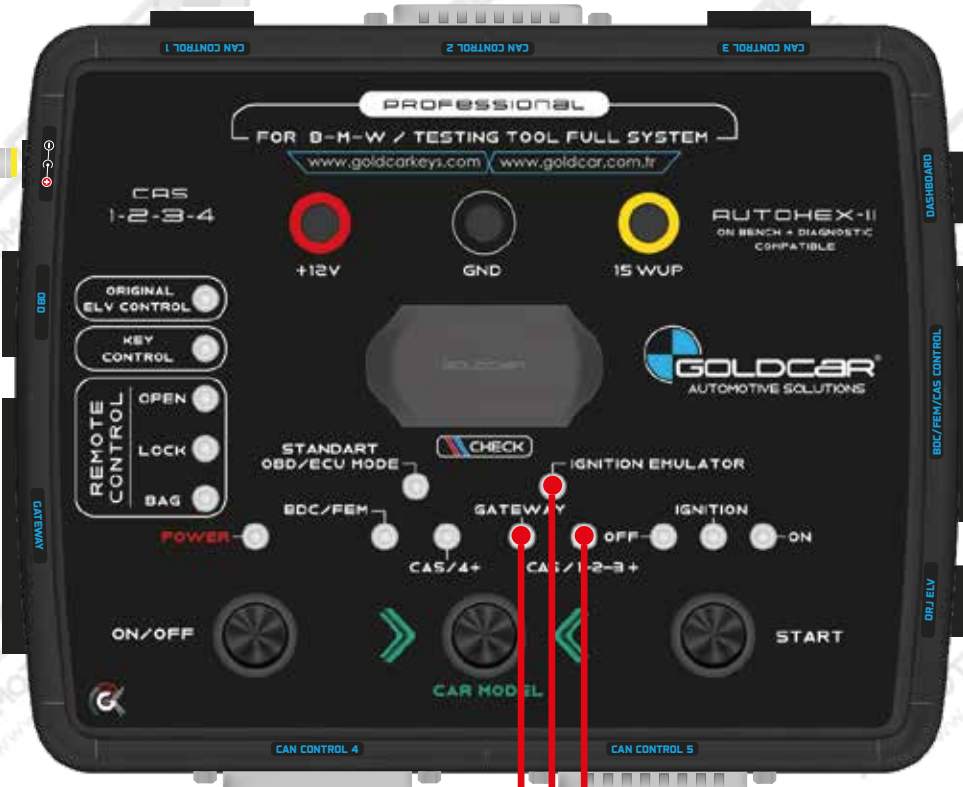 CAN CONTROL 1
CAN CONTROL 2
CAN CONTROL 3
PROFESSIONAL
FOR B-M-W / TESTING TOOL FULL SYSTEM
www.goldcarkeys.com
www.goldcar.com.tr
CAS
1-2-3-4
+12V
GND
15 WUP
AUTOHEX-II
ON BENCH + DIAGNOSTIC
COMPATIBLE
DASHBOARD
OBD
ORIGINAL
ELV CONTROL
KEY
CONTROL
REMOTE
CONTROL
OPEN
LOCK
BAG
GOLDCAR
GOLDCAR®
AUTOMOTIVE SOLUTIONS
BDC/FEM/CAS CONTROL
CHECK
STANDART
OBD/ECU MODE
IGNITION EMULATOR
GATEWAY
POWER
BDC/FEM
CAS/4+
GATEWAY
CAS/1-2-3+
IGNITION
OFF
ON
ORJ ELV
ON/OFF
START
CAR MODEL
CAN CONTROL 4
CAN CONTROL 5